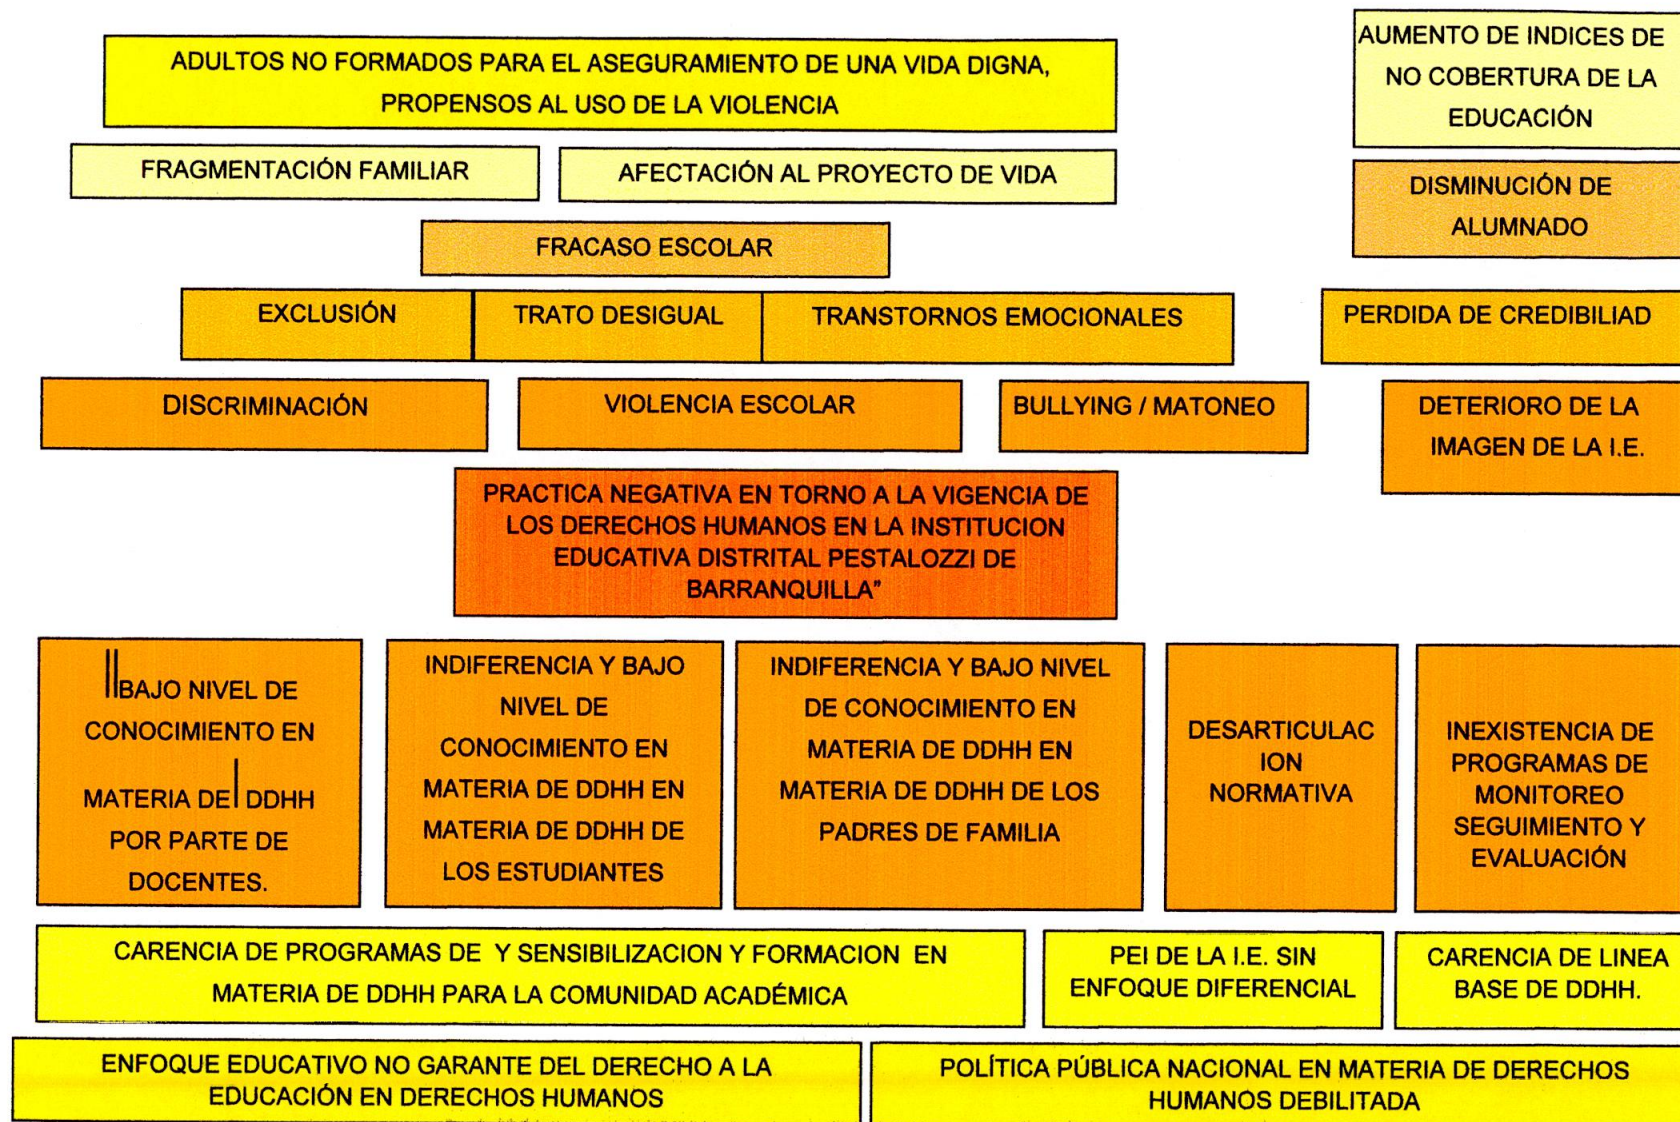 ADULTOS NO FORMADOS PARA EL ASEGURAMIENTO DE UNA VIDA DIGNA,
PROPENSOS AL USO DE LA VIOLENCIA
AUMENTO DE INDICES DE
NO COBERTURA DE LA
EDUCACIÓN
FRAGMENTACIÓN FAMILIAR
AFECTACIÓN AL PROYECTO DE VIDA
DISMINUCIÓN DE
ALUMNADO
FRACASO ESCOLAR
EXCLUSIÓN
TRATO DESIGUAL
TRANSTORNOS EMOCIONALES
PERDIDA DE CREDIBILIAD
DISCRIMINACIÓN
VIOLENCIA ESCOLAR
BULLYING / MATONEO
DETERIORO DE LA
IMAGEN DE LA I.E.
PRACTICA NEGATIVA EN TORNO A LA VIGENCIA DE
LOS DERECHOS HUMANOS EN LA INSTITUCION
EDUCATIVA DISTRITAL PESTALOZZI DE
BARRANQUILLA"
BAJO NIVEL DE
CONOCIMIENTO EN
MATERIA DE DDHH
POR PARTE DE
DOCENTES.
INDIFERENCIA Y BAJO
NIVEL DE
CONOCIMIENTO EN
MATERIA DE DDHH EN
MATERIA DE DDHH DE
LOS ESTUDIANTES
INDIFERENCIA Y BAJO NIVEL
DE CONOCIMIENTO EN
MATERIA DE DDHH EN
MATERIA DE DDHH DE LOS
PADRES DE FAMILIA
DESARTICULAC
ION
NORMATIVA
INEXISTENCIA DE
PROGRAMAS DE
MONITOREO
SEGUIMIENTO Y
EVALUACIÓN
CARENCIA DE PROGRAMAS DE Y SENSIBILIZACION Y FORMACION EN
MATERIA DE DDHH PARA LA COMUNIDAD ACADÉMICA
PEI DE LA I.E. SIN
ENFOQUE DIFERENCIAL
CARENCIA DE LINEA
BASE DE DDHH.
ENFOQUE EDUCATIVO NO GARANTE DEL DERECHO A LA
EDUCACIÓN EN DERECHOS HUMANOS
POLÍTICA PÚBLICA NACIONAL EN MATERIA DE DERECHOS
HUMANOS DEBILITADA